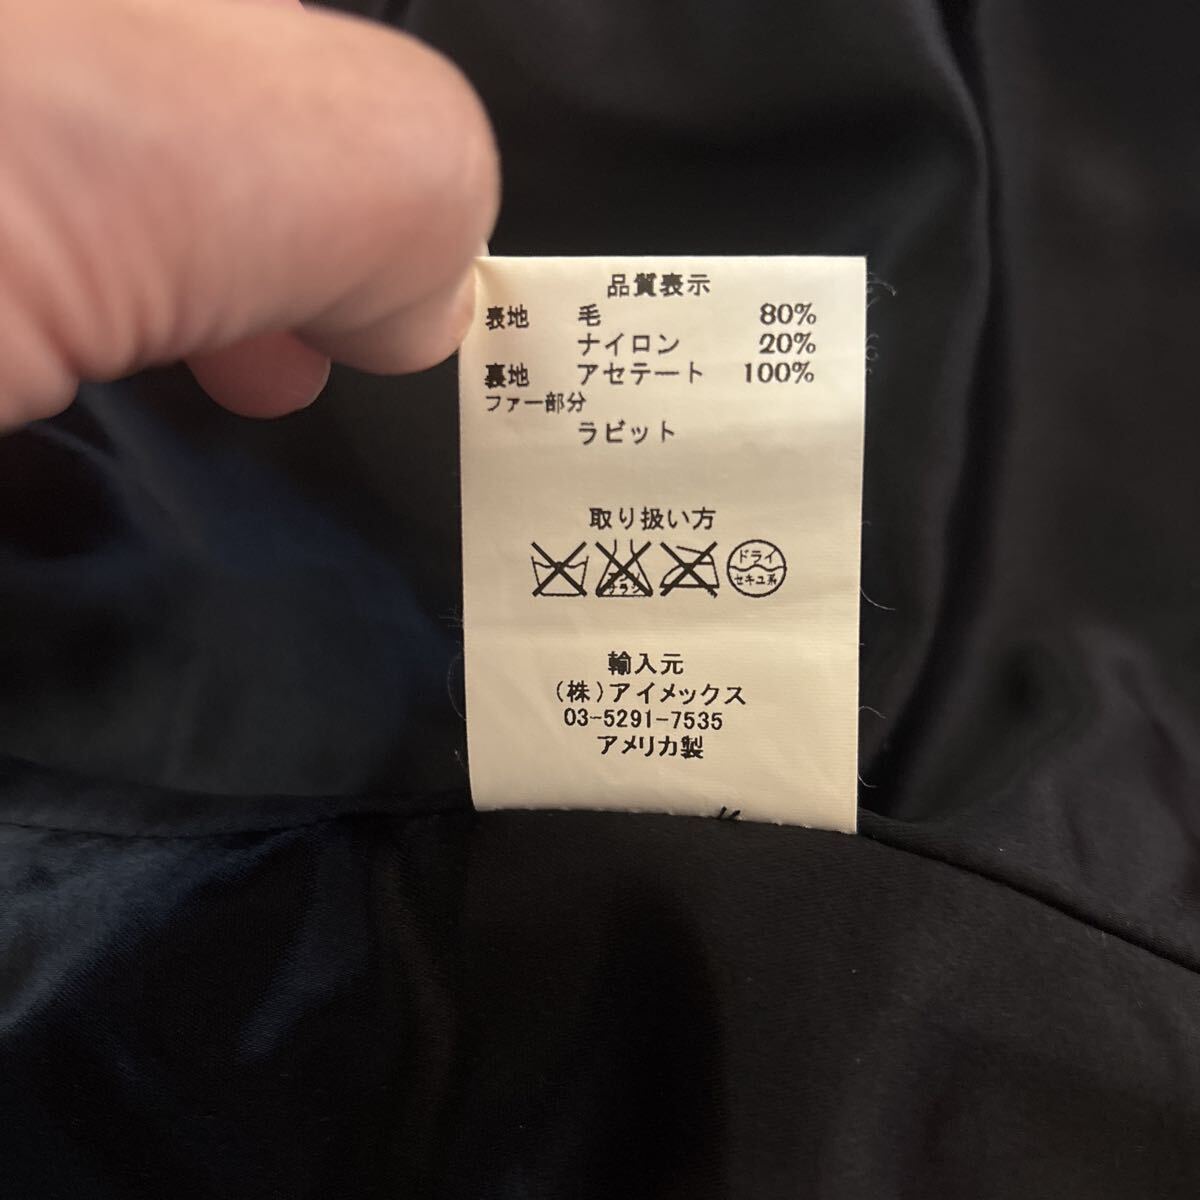 品質表示
表地 毛 80%
ナイロン 20%
裏地 アセテート 100%
ファー部分
ラビット
取り扱い方
ドライ
セキユ系
輸入元
(株)アイメックス
03-5291-7535
アメリカ製